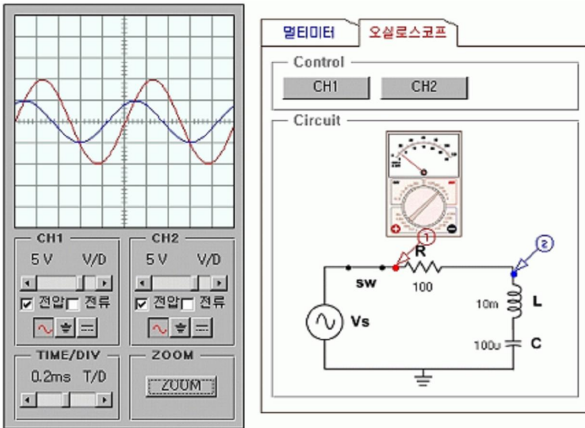 CH1
5 V V/D
전압 전류
CH2
5 V V/D
전압 전류
TIME/DIV
0.2ms T/D
ZOOM
ZOOM
멀티미터
오실로스코프
Control
CH1
CH2
Circuit
1
R
100
sw
Vs
2
10m
L
100u
C